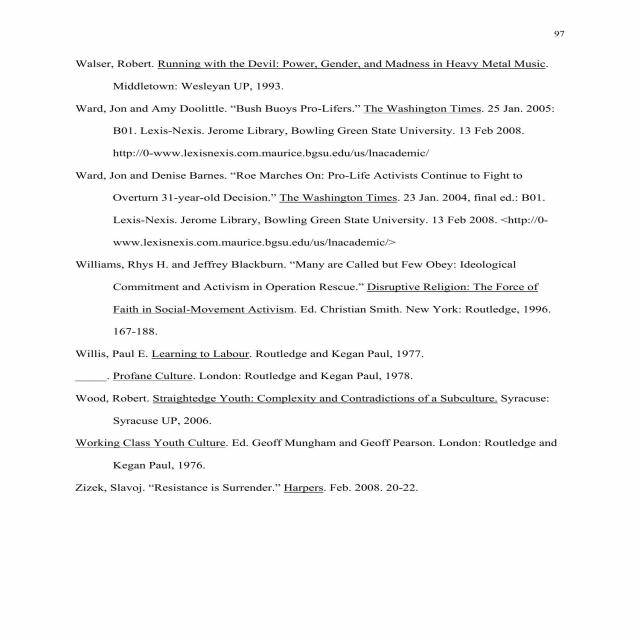 97
Walser, Robert. Running with the Devil: Power, Gender, and Madness in Heavy Metal Music.
Middletown: Wesleyan UP, 1993.
Ward, Jon and Amy Doolittle. “Bush Buoys Pro-Lifers.” The Washington Times. 25 Jan. 2005:
B01. Lexis-Nexis. Jerome Library, Bowling Green State University. 13 Feb 2008.
http://0-www.lexisnexis.com.maurice.bgsu.edu/us/lnacademic/
Ward, Jon and Denise Barnes. “Roe Marches On: Pro-Life Activists Continue to Fight to
Overturn 31-year-old Decision.” The Washington Times. 23 Jan. 2004, final ed.: B01.
Lexis-Nexis. Jerome Library, Bowling Green State University. 13 Feb 2008. <http://0-
www.lexisnexis.com.maurice.bgsu.edu/us/lnacademic/>
Williams, Rhys H. and Jeffrey Blackburn. “Many are Called but Few Obey: Ideological
Commitment and Activism in Operation Rescue.” Disruptive Religion: The Force of
Faith in Social-Movement Activism. Ed. Christian Smith. New York: Routledge, 1996.
167-188.
Willis, Paul E. Learning to Labour. Routledge and Kegan Paul, 1977.
_____. Profane Culture. London: Routledge and Kegan Paul, 1978.
Wood, Robert. Straightedge Youth: Complexity and Contradictions of a Subculture. Syracuse:
Syracuse UP, 2006.
Working Class Youth Culture. Ed. Geoff Mungham and Geoff Pearson. London: Routledge and
Kegan Paul, 1976.
Zizek, Slavoj. “Resistance is Surrender.” Harpers. Feb. 2008. 20-22.